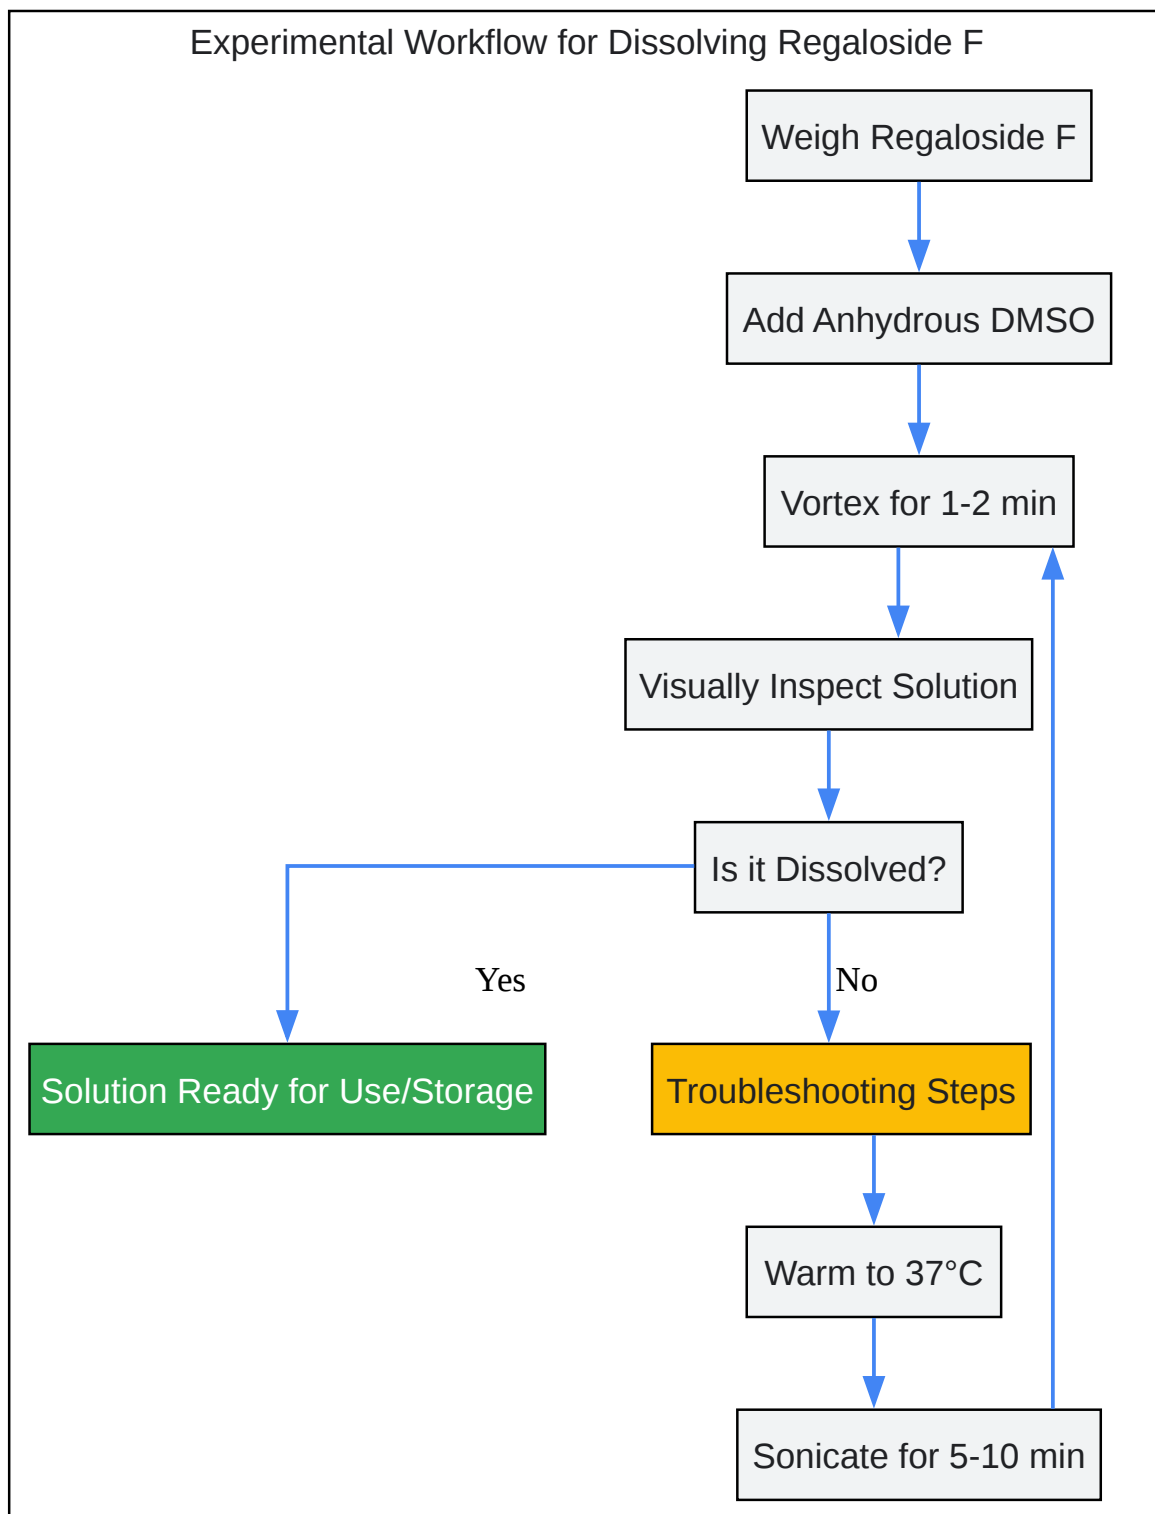 Experimental Workflow for Dissolving Regaloside F
Weigh Regaloside F
Add Anhydrous DMSO
Vortex for 1-2 min
Visually Inspect Solution
Is it Dissolved?
Yes
No
Solution Ready for Use/Storage
Troubleshooting Steps
Warm to 37°C
Sonicate for 5-10 min